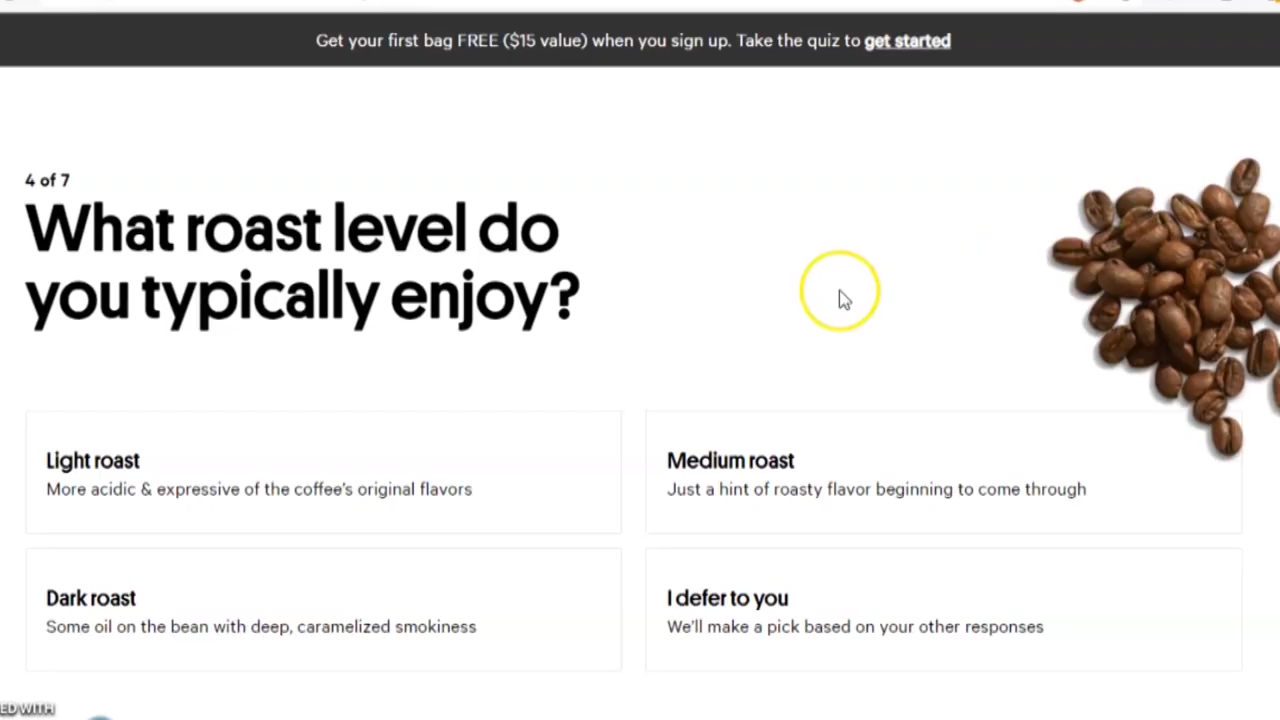 Get your first bag FREE ($15 value) when you sign up. Take the quiz to get started
4 of 7
What roast level do
you typically enjoy?
Light roast
More acidic & expressive of the coffee's original flavors
Medium roast
Just a hint of roasty flavor beginning to come through
Dark roast
Some oil on the bean with deep, caramelized smokiness
I defer to you
We'll make a pick based on your other responses
ED WITH